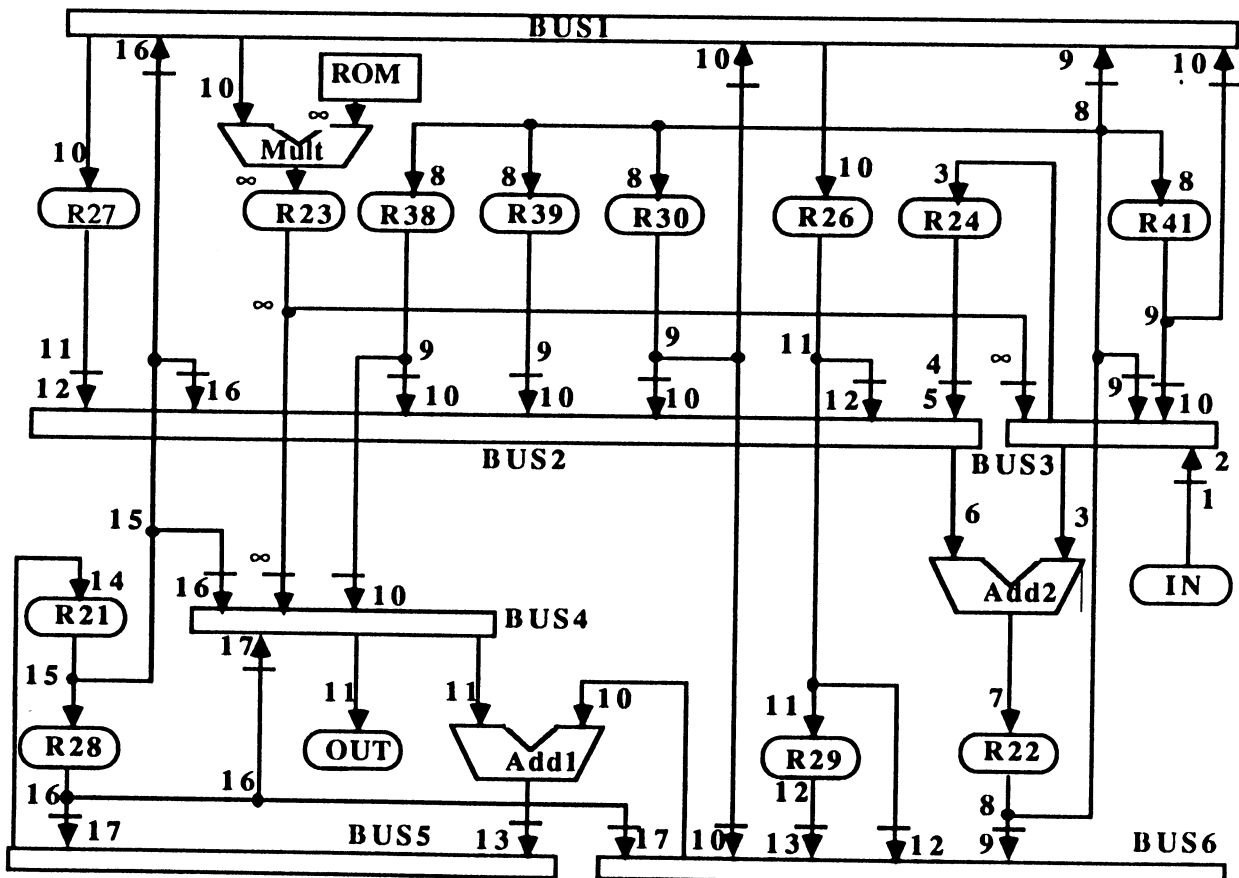 BUS1
16
10
9
10
ROM
10
∞
8
Mult
10
∞
8
8
8
10
3
8
R27
R23
R38
R39
R30
R26
R24
R41
∞
9
11
9
9
9
11
4
∞
12
16
10
10
10
12
5
9
10
BUS2
BUS3
2
1
15
6
3
∞
14
16
10
Add2
IN
R21
BUS4
17
15
11
11
10
11
7
R28
OUT
Add1
R29
R22
16
16
12
8
17
BUS5
13
17
10
13
12
9
BUS6